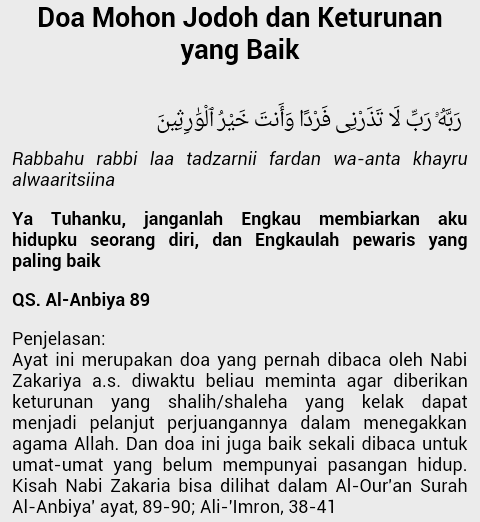 Doa Mohon Jodoh dan Keturunan
yang Baik
رَبَّهُۥ رَبِّ لَا تَذَرْنِى فَرْدًا وَأَنتَ خَيْرُ ٱلْوَٰرِثِينَ
Rabbahu rabbi laa tadzarnii fardan wa-anta khayru
alwaaritsiina
Ya Tuhanku, janganlah Engkau membiarkan aku
hidupku seorang diri, dan Engkaulah pewaris yang
paling baik
QS. Al-Anbiya 89
Penjelasan:
Ayat ini merupakan doa yang pernah dibaca oleh Nabi
Zakariya a.s. diwaktu beliau meminta agar diberikan
keturunan yang shalih/shaleha yang kelak dapat
menjadi pelanjut perjuangannya dalam menegakkan
agama Allah. Dan doa ini juga baik sekali dibaca untuk
umat-umat yang belum mempunyai pasangan hidup.
Kisah Nabi Zakaria bisa dilihat dalam Al-Our'an Surah
Al-Anbiya' ayat, 89-90; Ali-'Imron, 38-41